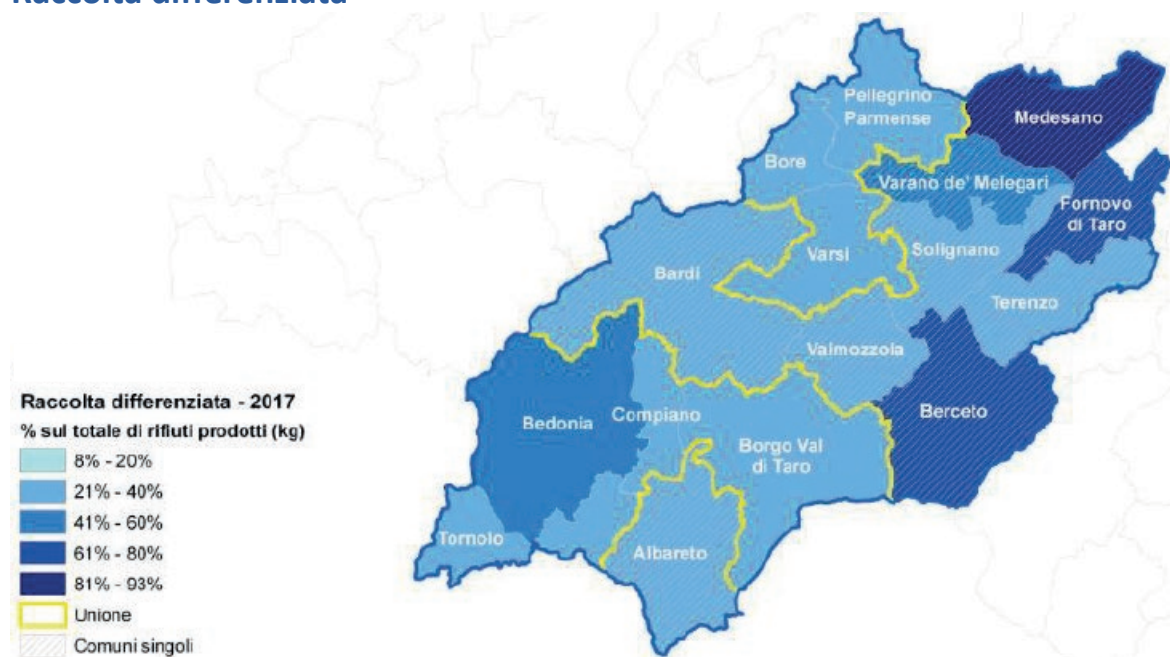 Raccolta differenziata
Pellegrino
Parmense
Medesano
Bore
Varano de' Melegari
Fornovo
di Taro
Varsi
Solignano
Bardi
Terenzo
Valmozzola
Berceto
Bedonia
Compiano
Borgo Val
di Taro
Tornolo
Albareto
Raccolta differenziata - 2017
% sul totale di rifiuti prodotti (kg)
8% - 20%
21% - 40%
41% - 60%
61% - 80%
81% - 93%
Unione
Comuni singoli